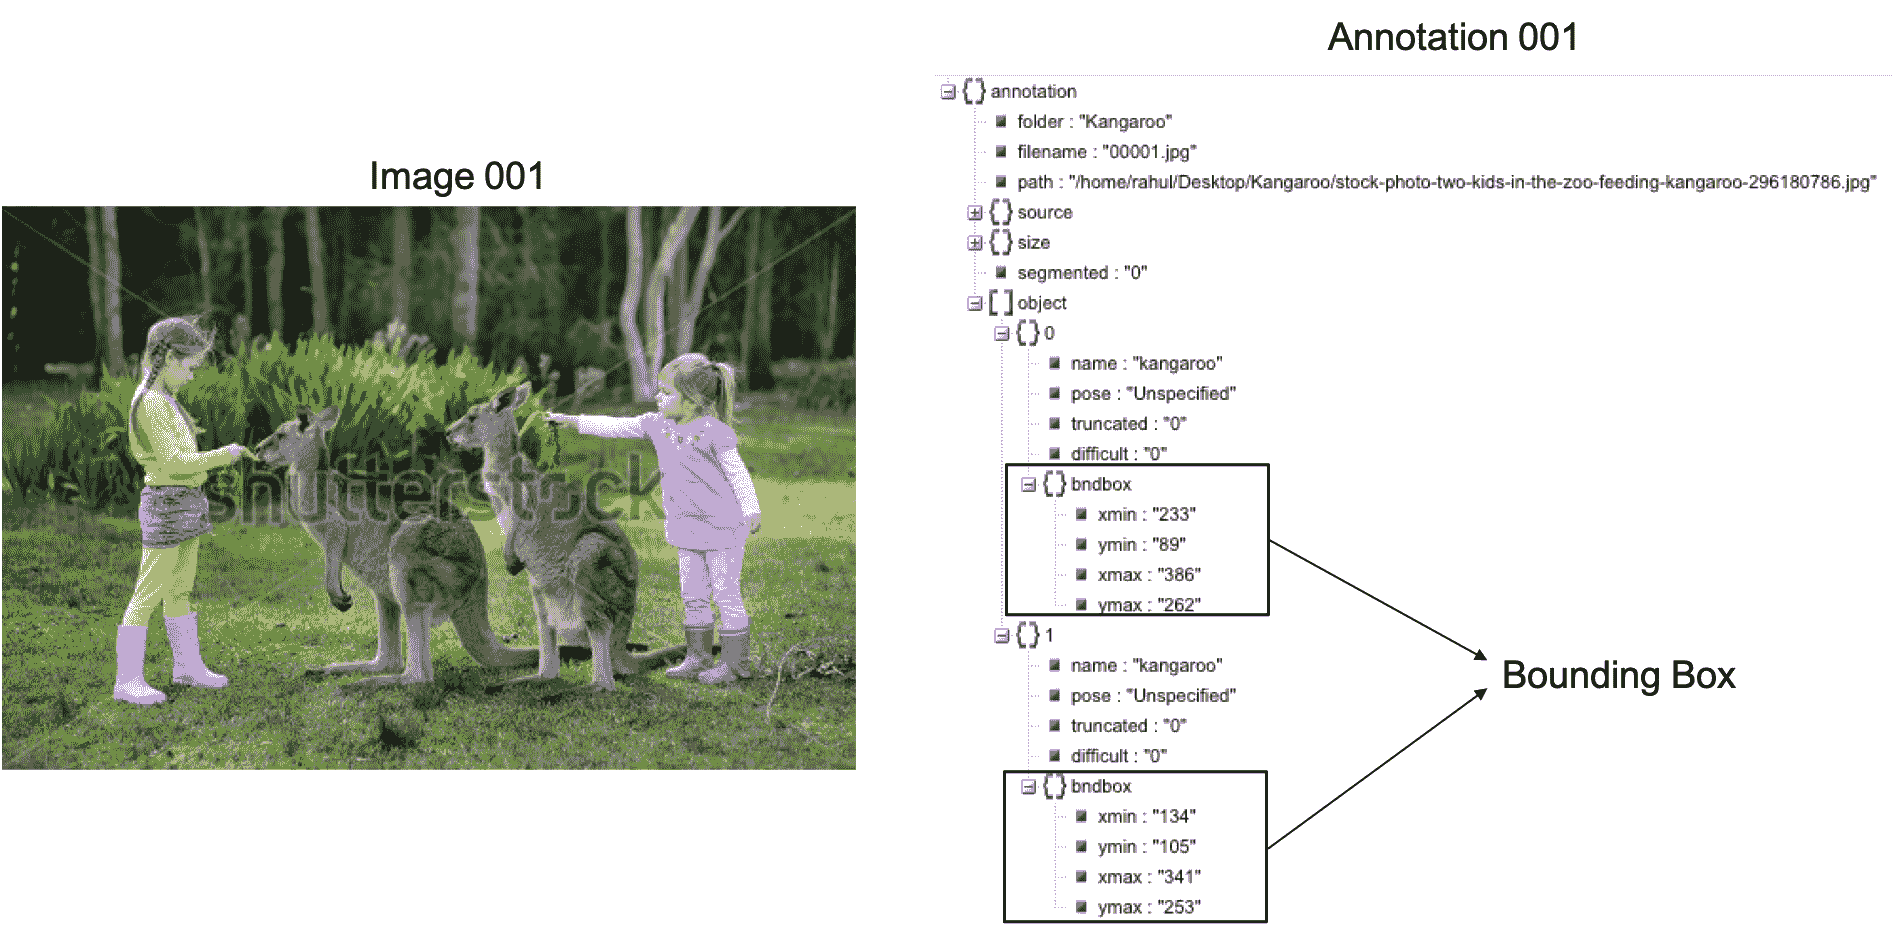 Annotation 001
Image 001
shutterstock
annotation
folder : "Kangaroo"
filename : "00001.jpg"
path : "/home/rahul/Desktop/Kangaroo/stock-photo-two-kids-in-the-zoo-feeding-kangaroo-296180786.jpg"
source
size
segmented : "0"
object
0
name : "kangaroo"
pose : "Unspecified"
truncated : "0"
difficult : "0"
bndbox
xmin : "233"
ymin : "89"
xmax : "386"
ymax : "262"
1
name : "kangaroo"
pose : "Unspecified"
truncated : "0"
difficult : "0"
bndbox
xmin : "134"
ymin : "105"
xmax : "341"
ymax : "253"
Bounding Box